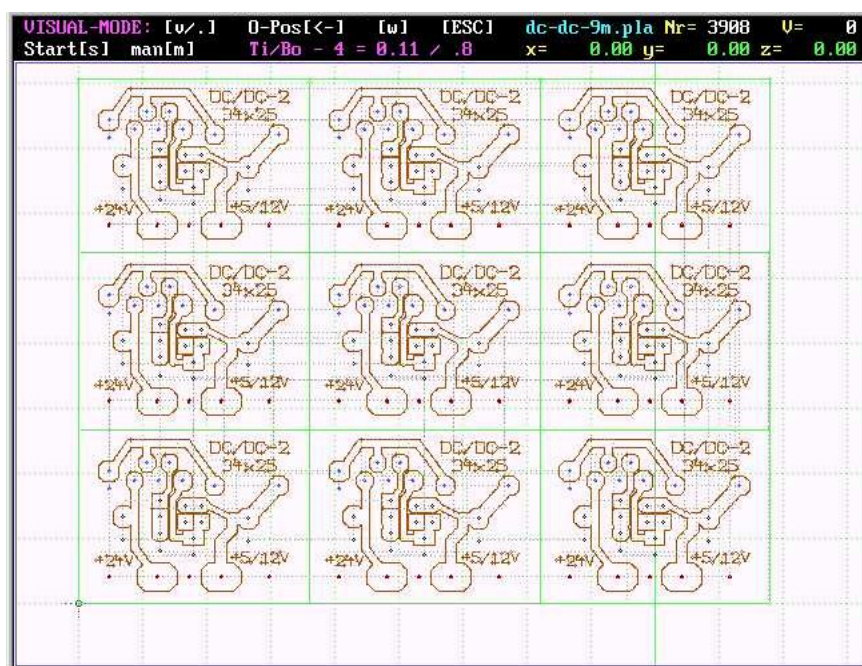 VISUAL-MODE: [v/.] O-Pos[<-] [w] [ESC] dc-dc-9m.pla Nr= 3908 V= 0
Start[s] man[m] Ti/Bo - 4 = 0.11 / .8 x= 0.00 y= 0.00 z= 0.00
DC/DC-2 DC/DC-2 DC/DC-2
34x25 34x25 34x25
+24V +5/12V +24V +5/12V +24V +5/12V
DC/DC-2 DC/DC-2 DC/DC-2
34x25 34x25 34x25
+24V +5/12V +24V +5/12V +24V +5/12V
DC/DC-2 DC/DC-2 DC/DC-2
34x25 34x25 34x25
+24V +5/12V +24V +5/12V +24V +5/12V